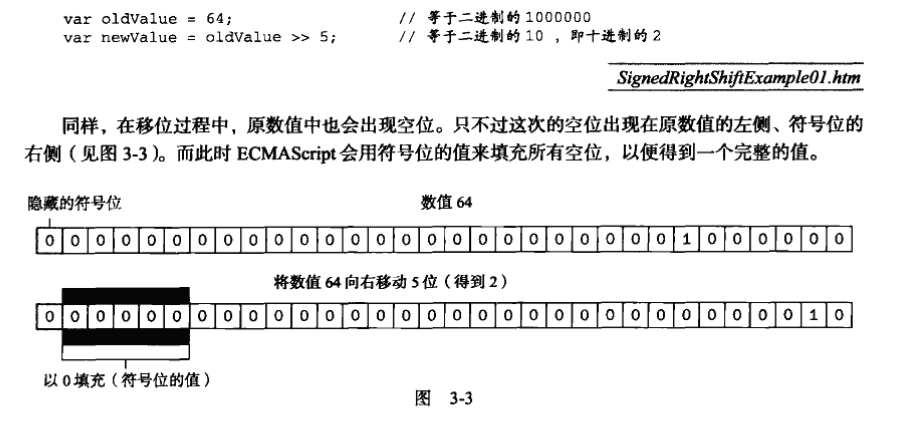 var oldValue = 64; // 等于二进制的1000000
var newValue = oldValue >> 5; // 等于二进制的10 ，即十进制的2
SignedRightShiftExample01.htm
同样，在移位过程中，原数值中也会出现空位。只不过这次的空位出现在原数值的左侧、符号位的
右侧（见图 3-3）。而此时 ECMAScript 会用符号位的值来填充所有空位，以便得到一个完整的值。
隐藏的符号位 数值 64
0 0 0 0 0 0 0 0 0 0 0 0 0 0 0 0 0 0 0 0 0 0 0 0 0 1 0 0 0 0 0 0
将数值 64 向右移动 5 位（得到 2）
0 0 0 0 0 0 0 0 0 0 0 0 0 0 0 0 0 0 0 0 0 0 0 0 0 0 0 0 0 0 1 0
以 0 填充（符号位的值）
图 3-3